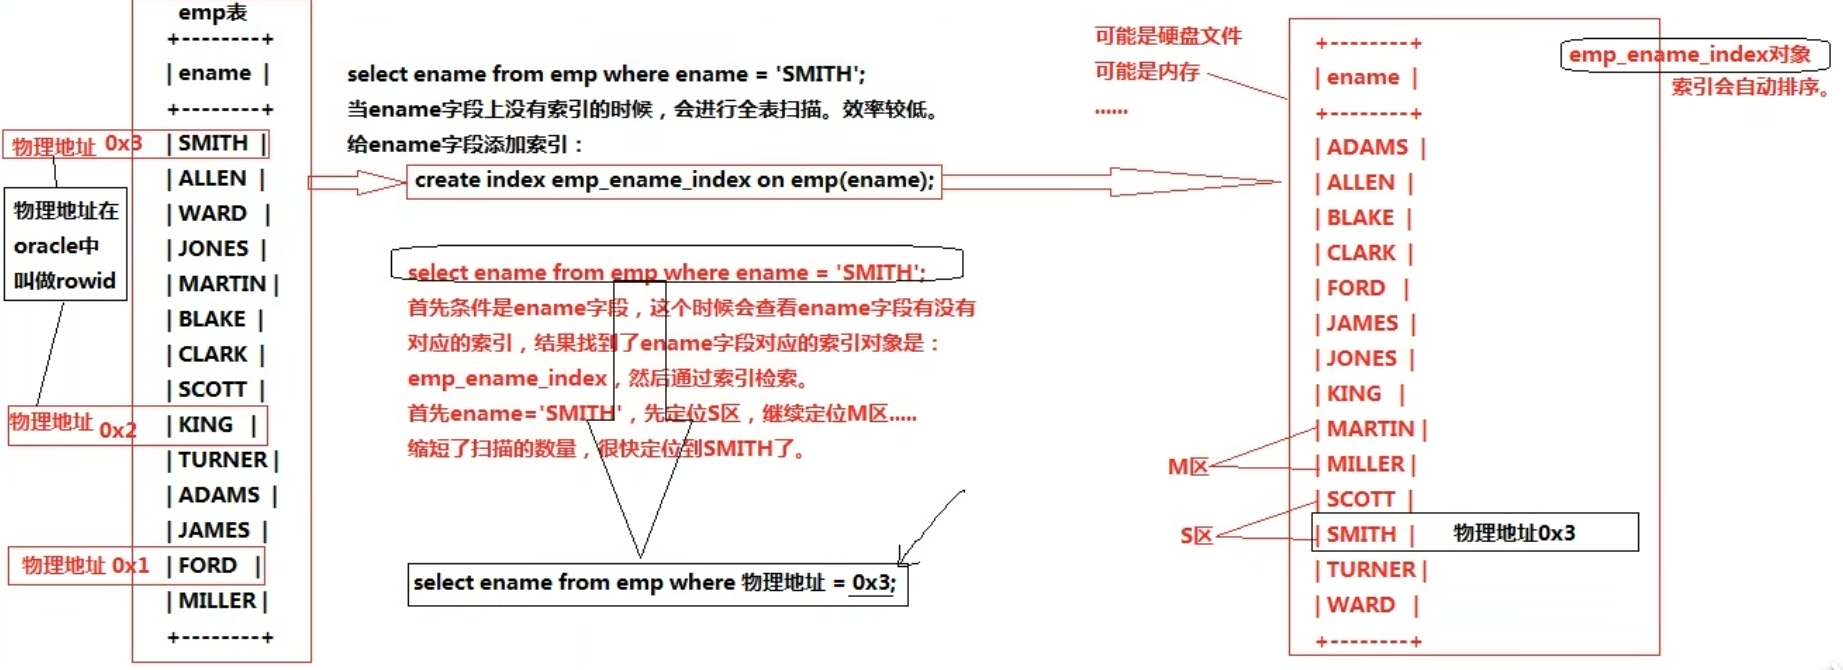 emp表
+--------+
| ename |
+--------+
| SMITH |
| ALLEN |
| WARD |
| JONES |
| MARTIN |
| BLAKE |
| CLARK |
| SCOTT |
| KING |
| TURNER |
| ADAMS |
| JAMES |
| FORD |
| MILLER |
+--------+
物理地址 0x3
物理地址在
oracle中
叫做rowid
物理地址 0x2
物理地址 0x1
select ename from emp where ename = 'SMITH';
当ename字段上没有索引的时候，会进行全表扫描。效率较低。
给ename字段添加索引：
create index emp_ename_index on emp(ename);
select ename from emp where ename = 'SMITH';
首先条件是ename字段，这个时候会查看ename字段有没有
对应的索引，结果找到了ename字段对应的索引对象是：
emp_ename_index，然后通过索引检索。
首先ename='SMITH'，先定位S区，继续定位M区.....
缩短了扫描的数量，很快定位到SMITH了。
select ename from emp where 物理地址 = 0x3;
可能是硬盘文件
可能是内存
......
+--------+
| ename |
+--------+
| ADAMS |
| ALLEN |
| BLAKE |
| CLARK |
| FORD |
| JAMES |
| JONES |
| KING |
| MARTIN |
| MILLER |
| SCOTT |
| SMITH | 物理地址0x3
| TURNER |
| WARD |
+--------+
M区
S区
emp_ename_index对象
索引会自动排序。